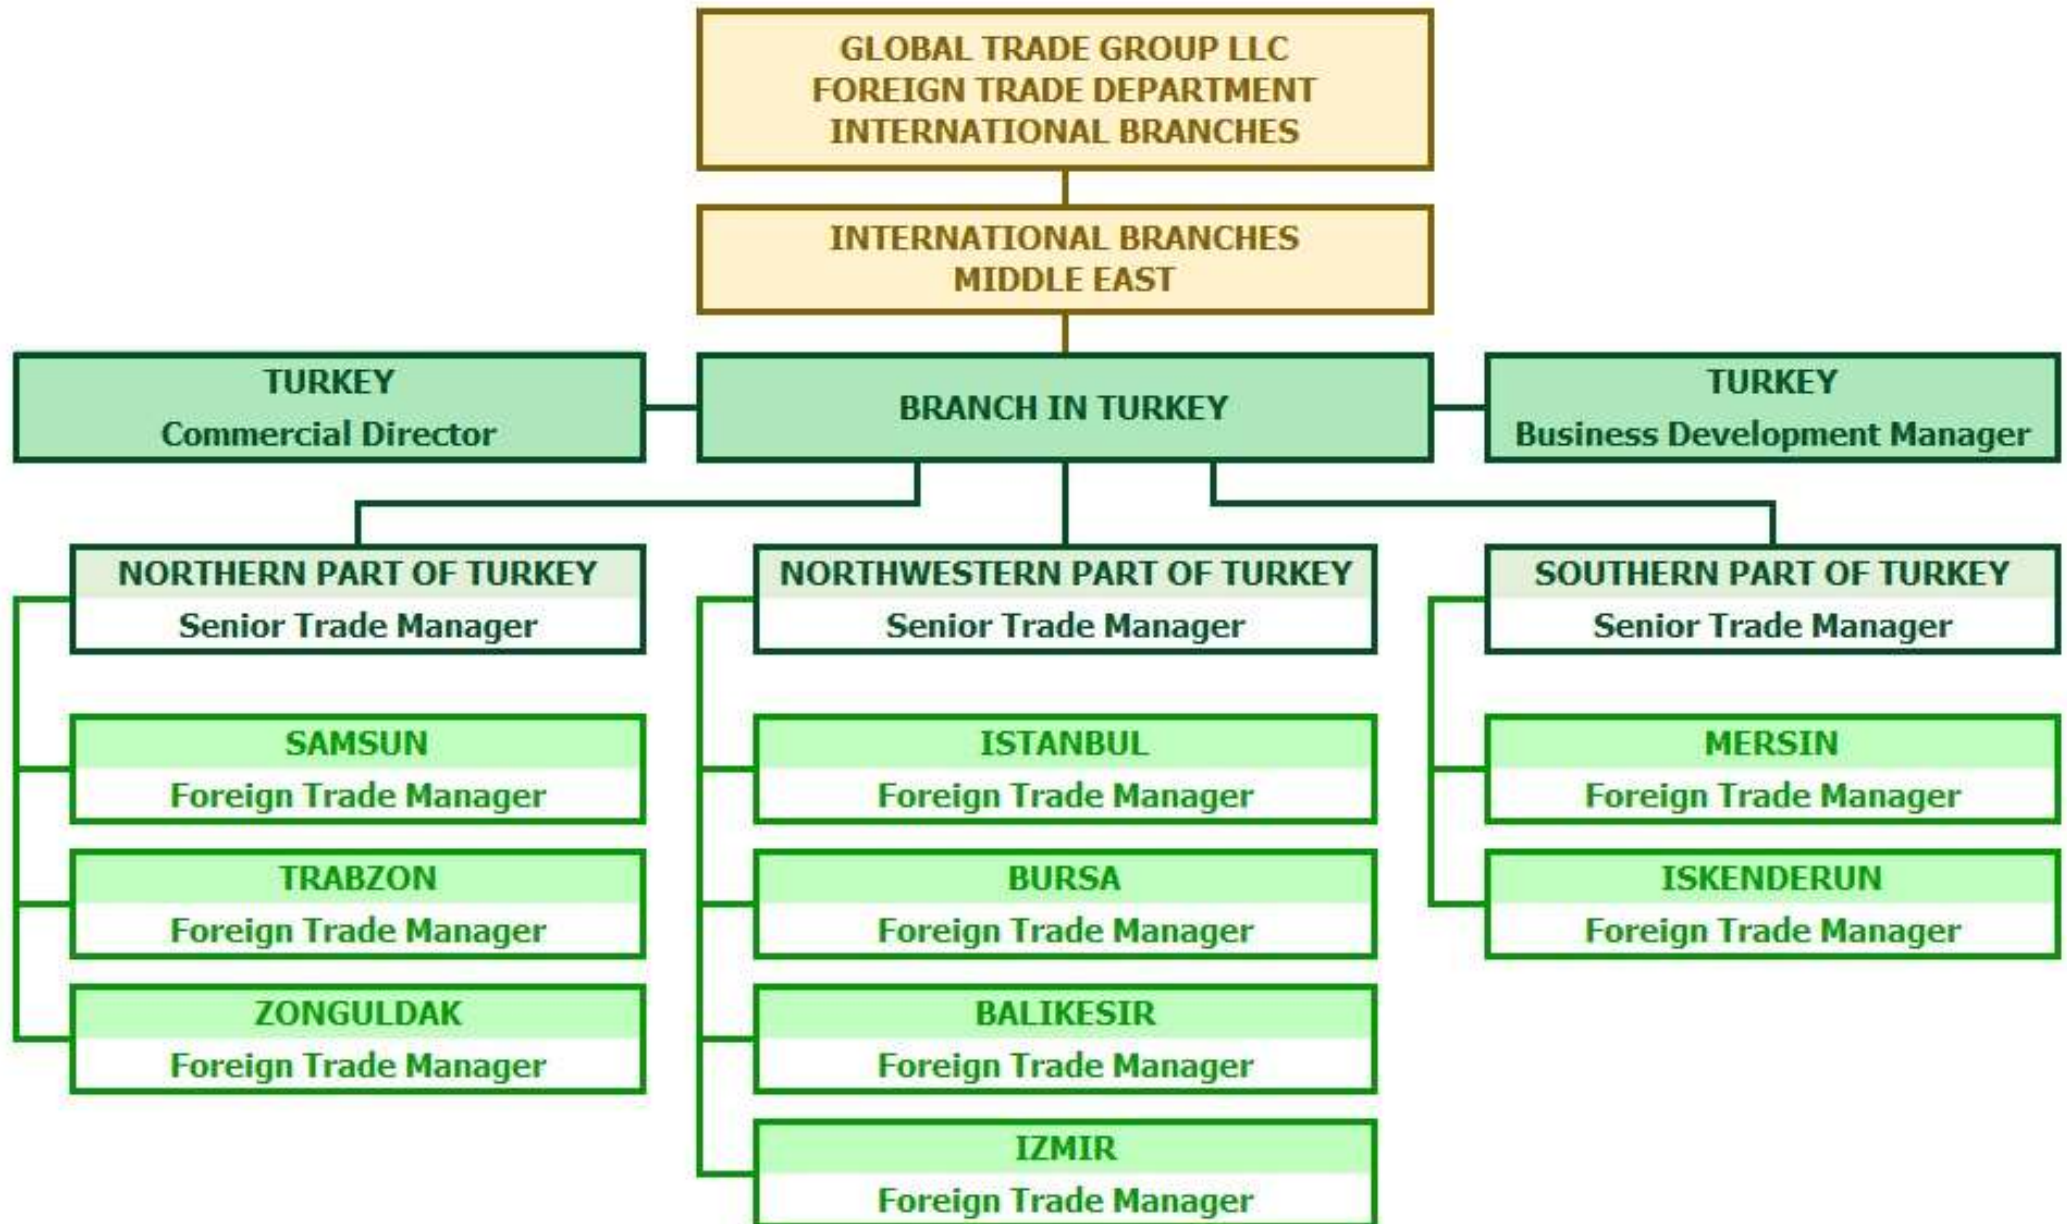 GLOBAL TRADE GROUP LLC
FOREIGN TRADE DEPARTMENT
INTERNATIONAL BRANCHES
INTERNATIONAL BRANCHES
MIDDLE EAST
TURKEY
Commercial Director
BRANCH IN TURKEY
TURKEY
Business Development Manager
NORTHERN PART OF TURKEY
Senior Trade Manager
SAMSUN
Foreign Trade Manager
TRABZON
Foreign Trade Manager
ZONGULDAK
Foreign Trade Manager
NORTHWESTERN PART OF TURKEY
Senior Trade Manager
ISTANBUL
Foreign Trade Manager
BURSA
Foreign Trade Manager
BALIKESIR
Foreign Trade Manager
IZMIR
Foreign Trade Manager
SOUTHERN PART OF TURKEY
Senior Trade Manager
MERSIN
Foreign Trade Manager
ISKENDERUN
Foreign Trade Manager